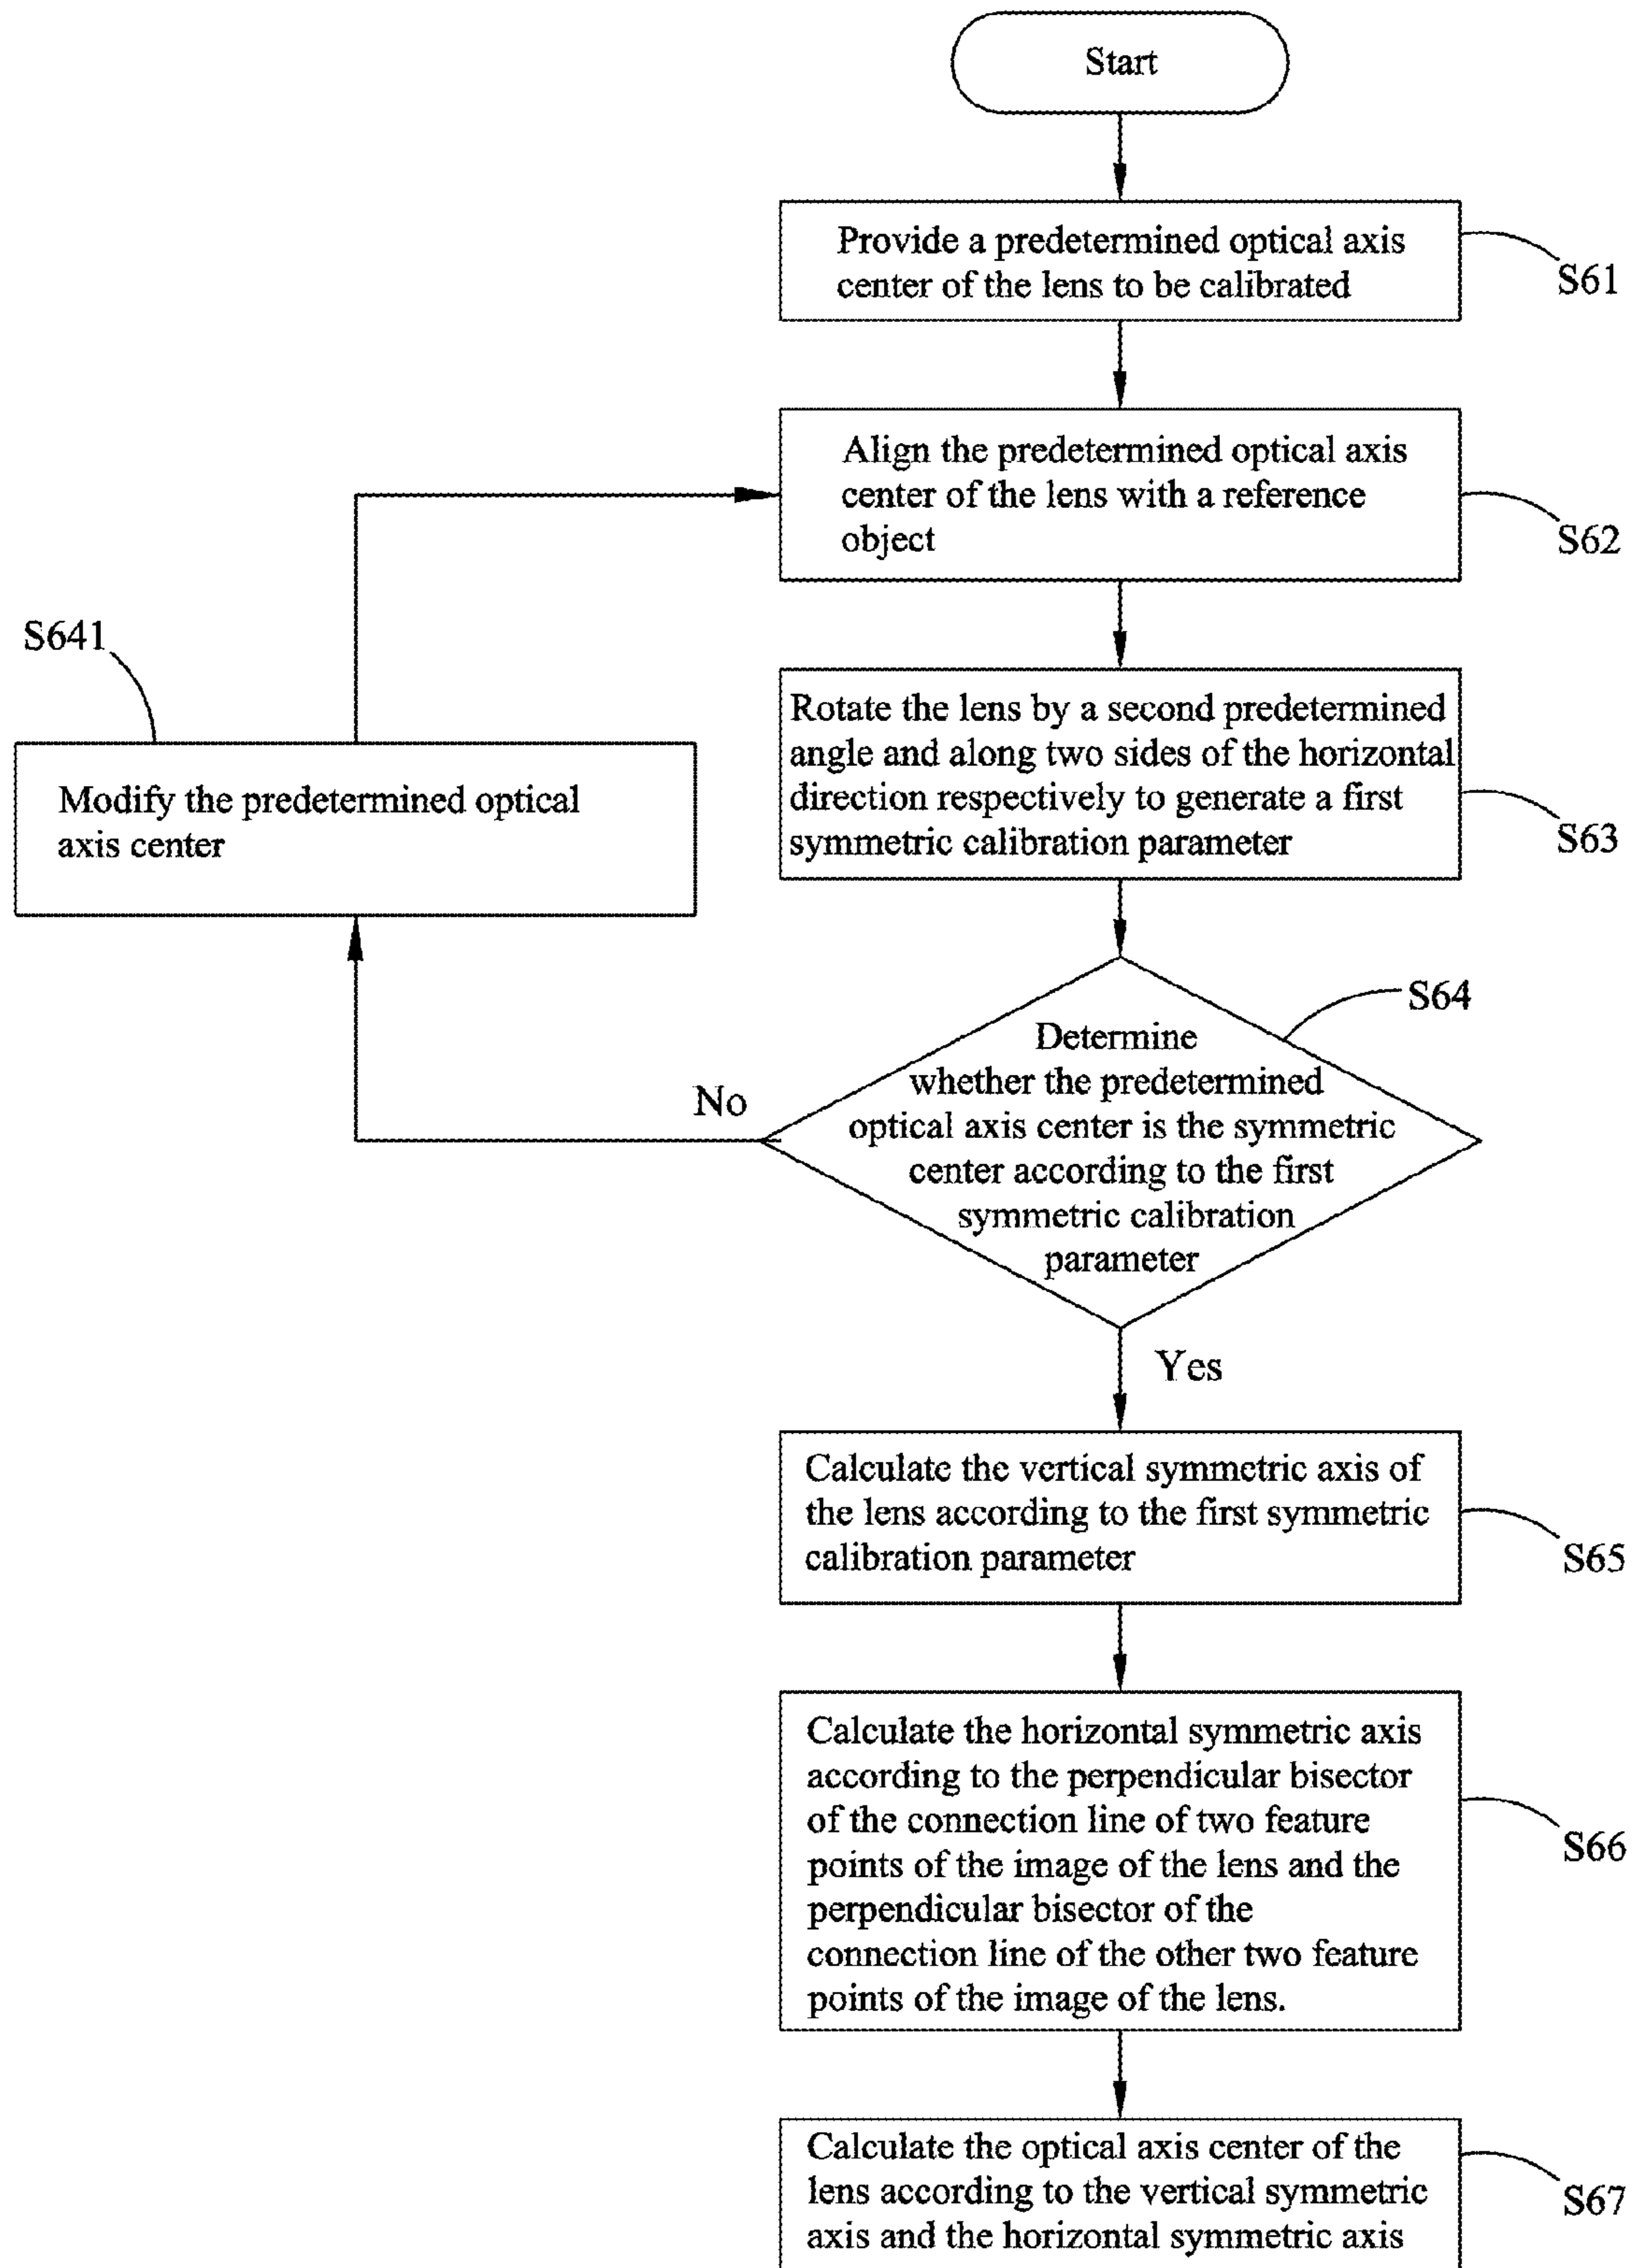 Start
Provide a predetermined optical axis
center of the lens to be calibrated
S61
Align the predetermined optical axis
center of the lens with a reference
object
S62
S641
Modify the predetermined optical
axis center
Rotate the lens by a second predetermined
angle and along two sides of the horizontal
direction respectively to generate a first
symmetric calibration parameter
S63
S64
Determine
whether the predetermined
optical axis center is the symmetric
center according to the first
symmetric calibration
parameter
No
Yes
Calculate the vertical symmetric axis of
the lens according to the first symmetric
calibration parameter
S65
Calculate the horizontal symmetric axis
according to the perpendicular bisector
of the connection line of two feature
points of the image of the lens and the
perpendicular bisector of the
connection line of the other two feature
points of the image of the lens.
S66
Calculate the optical axis center of the
lens according to the vertical symmetric
axis and the horizontal symmetric axis
S67